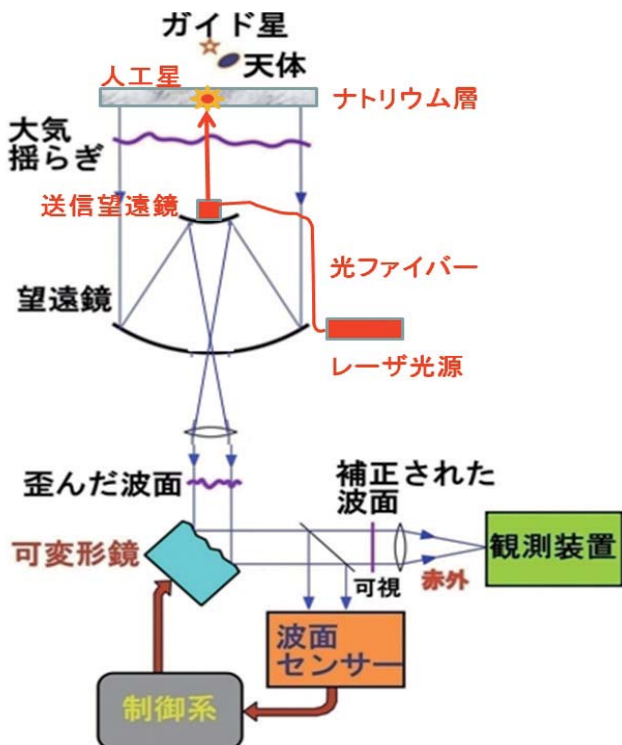 ガイド星
天体
人工星
ナトリウム層
大気
揺らぎ
送信望遠鏡
光ファイバー
望遠鏡
レーザ光源
歪んだ波面
補正された
波面
可変形鏡
可視
赤外
観測装置
波面
センサー
制御系